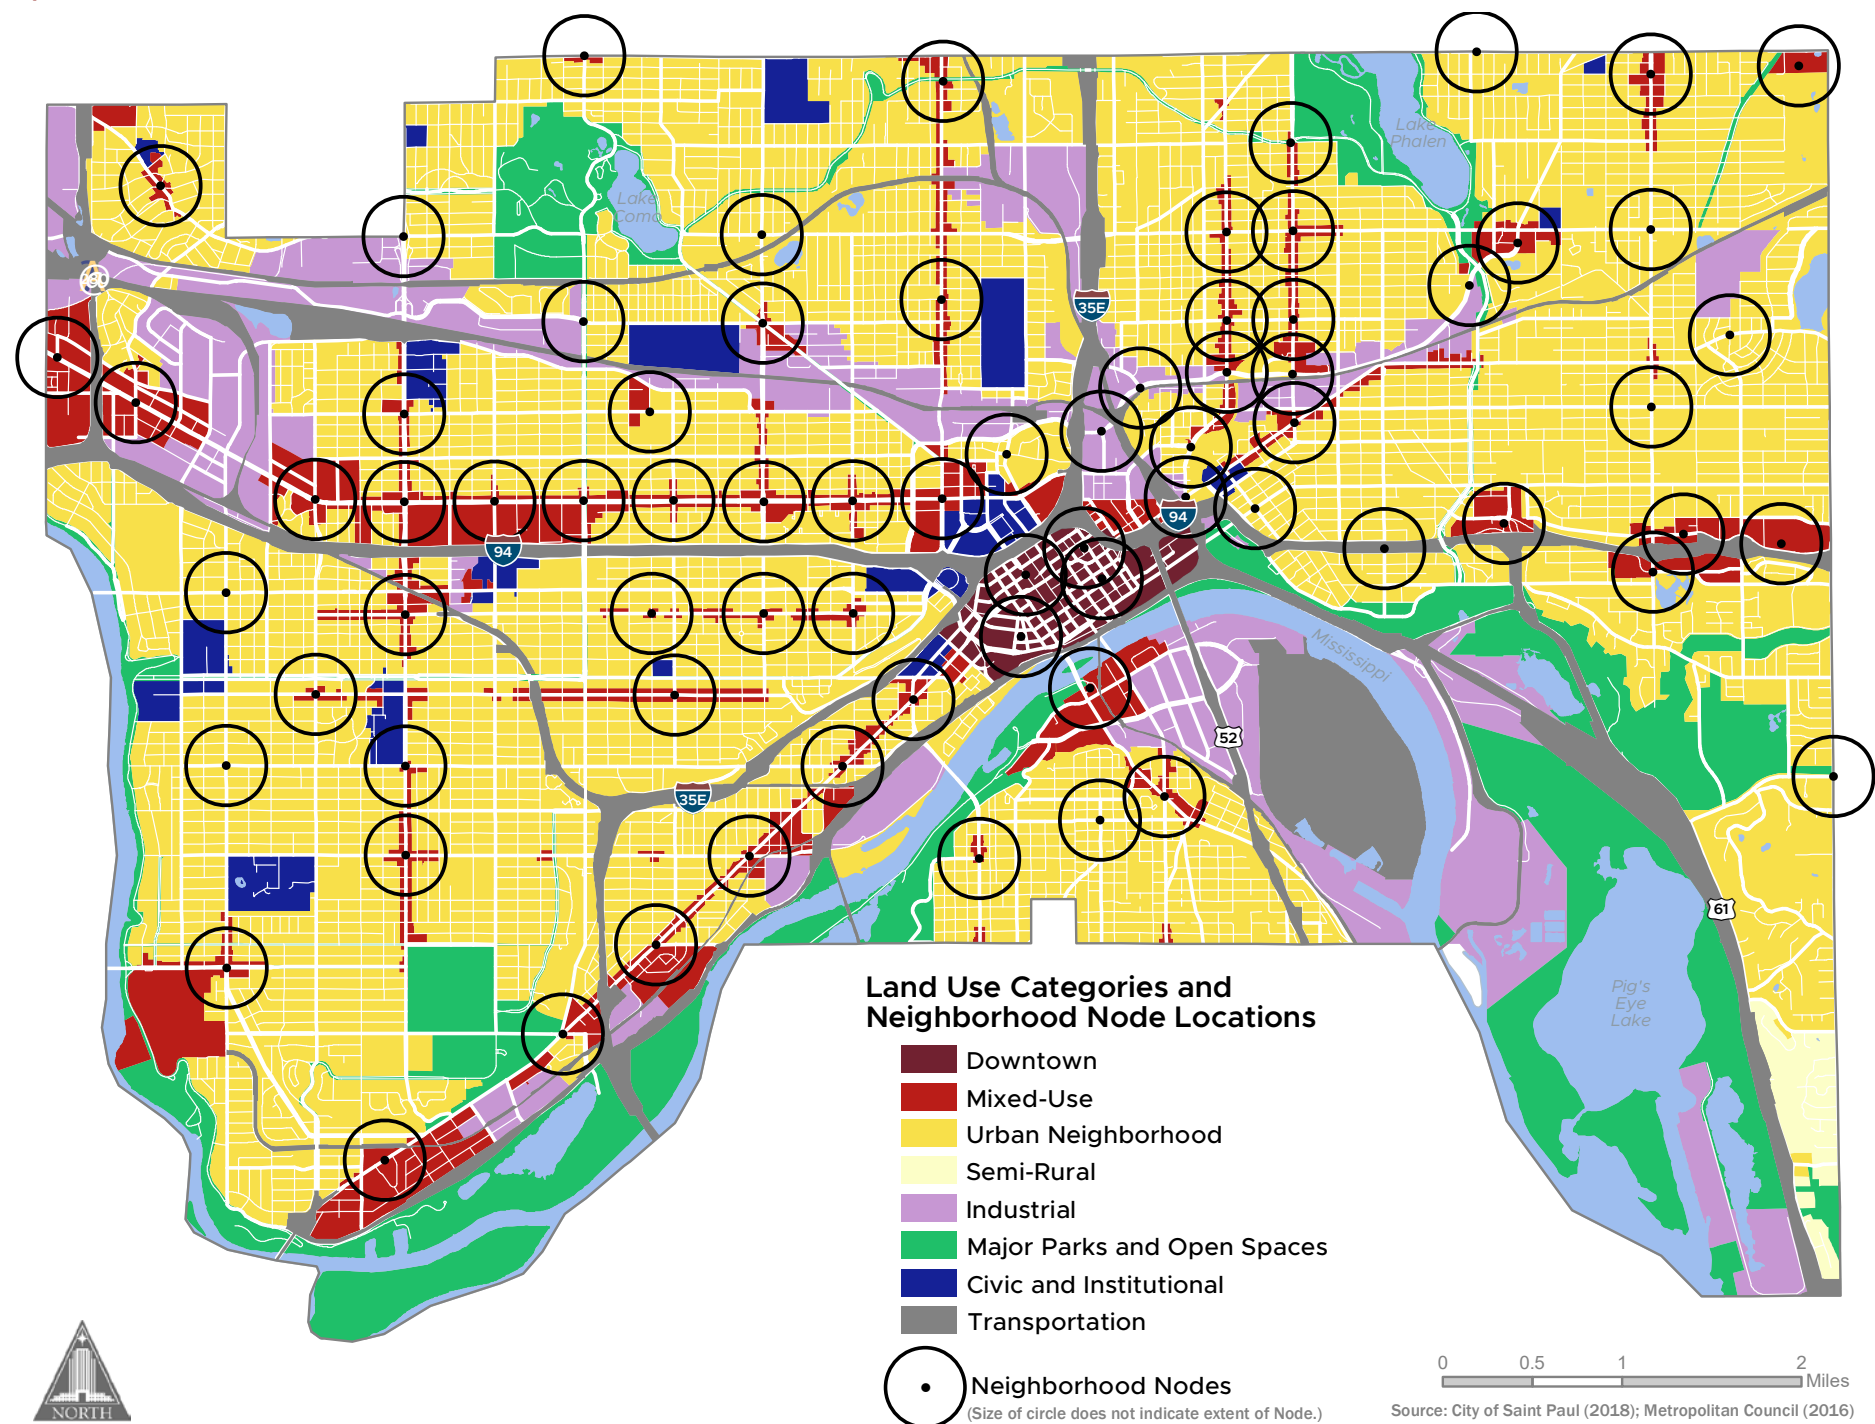 Lake
Phalen
Lake
Como
280
35E
94
94
Mississippi
52
35E
61
Pig's
Eye
Lake
Land Use Categories and
Neighborhood Node Locations
Downtown
Mixed-Use
Urban Neighborhood
Semi-Rural
Industrial
Major Parks and Open Spaces
Civic and Institutional
Transportation
Neighborhood Nodes
(Size of circle does not indicate extent of Node.)
0 0.5 1 2
Miles
Source: City of Saint Paul (2018); Metropolitan Council (2016)
NORTH